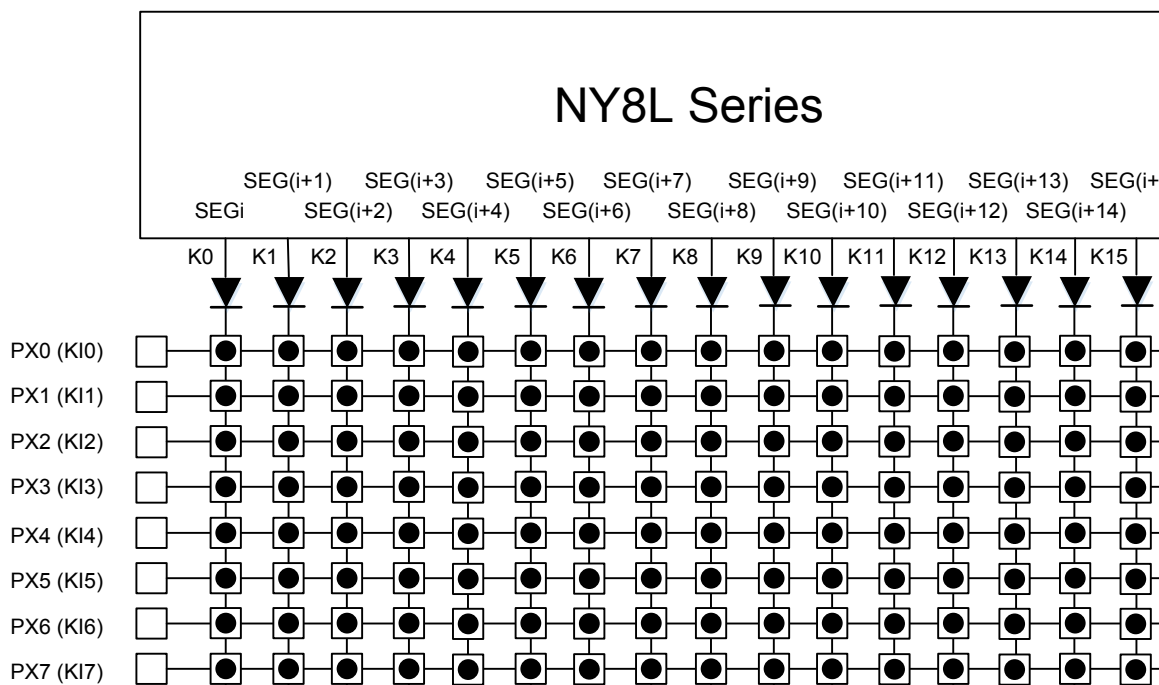 NY8L Series
SEG(i+1) SEG(i+3) SEG(i+5) SEG(i+7) SEG(i+9) SEG(i+11) SEG(i+13) SEG(i+
SEGi SEG(i+2) SEG(i+4) SEG(i+6) SEG(i+8) SEG(i+10) SEG(i+12) SEG(i+14)
K0 K1 K2 K3 K4 K5 K6 K7 K8 K9 K10 K11 K12 K13 K14 K15
PX0 (KI0)
PX1 (KI1)
PX2 (KI2)
PX3 (KI3)
PX4 (KI4)
PX5 (KI5)
PX6 (KI6)
PX7 (KI7)